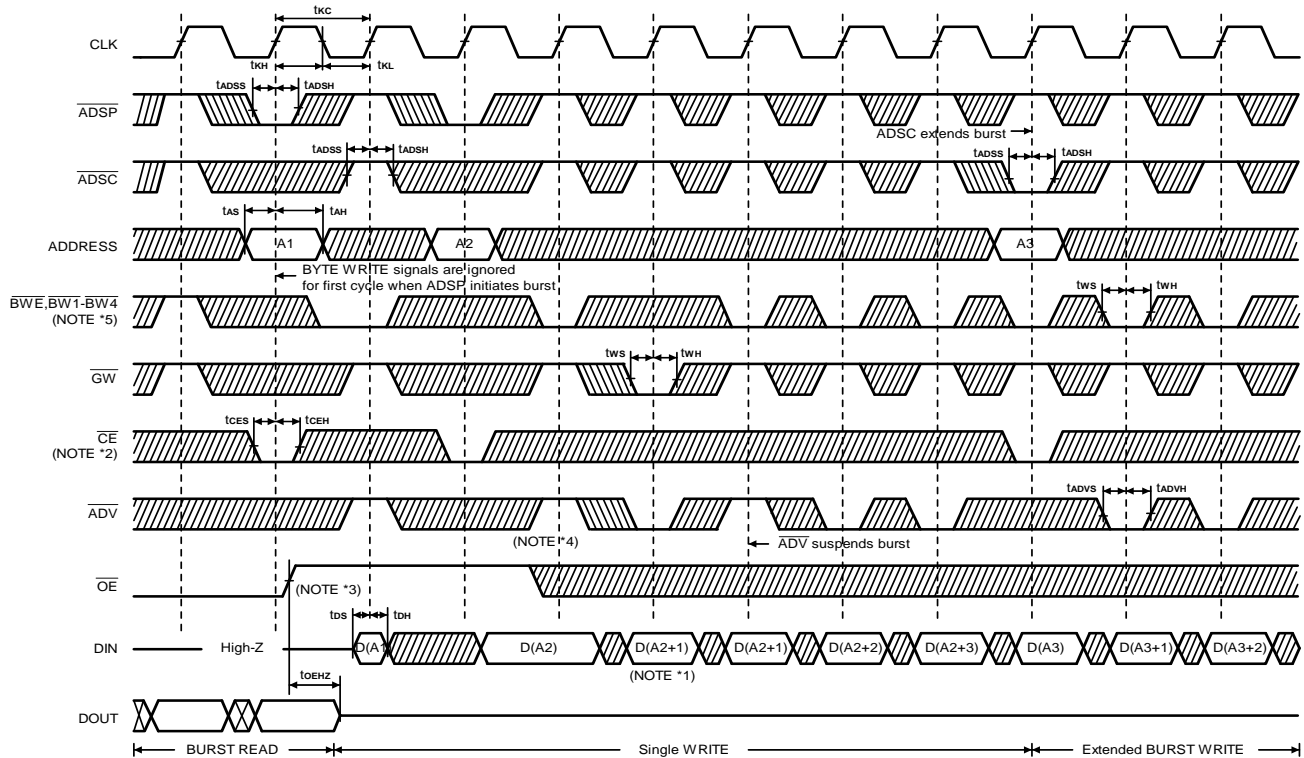 tKC
CLK
tKH
tKL
tADSS
tADSH
ADSP
ADSC extends burst
tADSS
tADSH
tADSS
tADSH
ADSC
tAS
tAH
ADDRESS
A1
A2
A3
BYTE WRITE signals are ignored
for first cycle when ADSP initiates burst
BWE,BW1-BW4
(NOTE *5)
tWS
tWH
tWS
tWH
GW
tCES
tCEH
CE
(NOTE *2)
tADVS
tADVH
ADV
(NOTE *4)
ADV suspends burst
OE
(NOTE *3)
tDS
tDH
DIN
High-Z
D(A1
D(A2)
D(A2+1)
D(A2+1)
D(A2+2)
D(A2+3)
D(A3)
D(A3+1)
D(A3+2)
(NOTE *1)
tOEHZ
DOUT
BURST READ
Single WRITE
Extended BURST WRITE